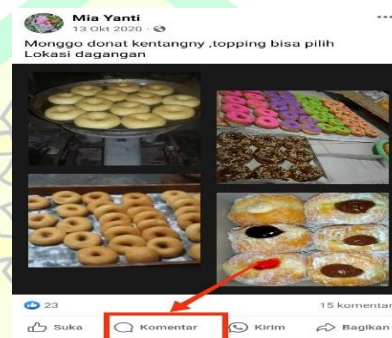 Mia Yanti
13 Okt 2020
Monggo donat kentangny ,topping bisa pilih
Lokasi dagangan
23
15 komentar
Suka
Komentar
Kirim
Bagikan